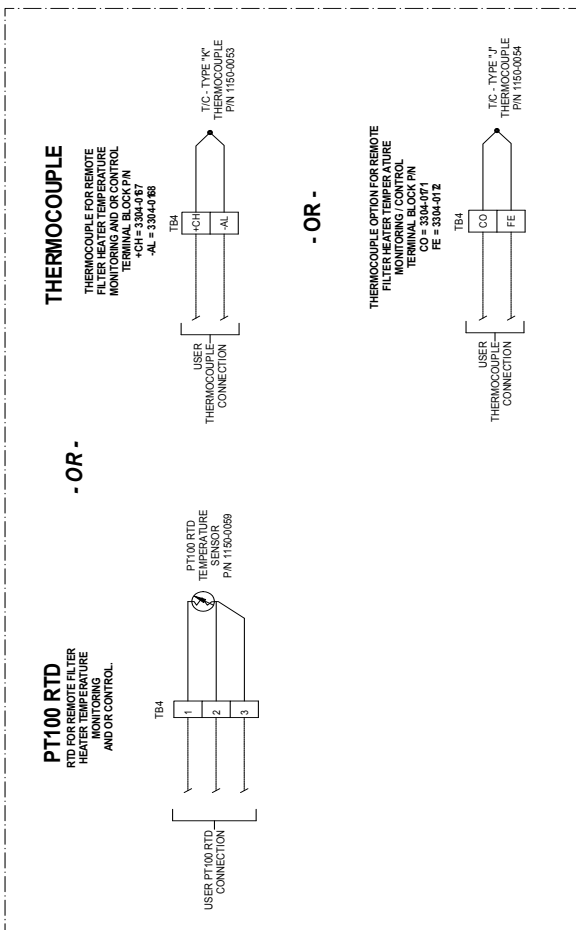 THERMOCOUPLE
THERMOCOUPLE FOR REMOTE
FILTER HEATER TEMPERATURE
MONITORING AND OR CONTROL
TERMINAL BLOCK P/N
+CH = 3304-0167
-AL = 3304-0168
TB4
+CH
-AL
USER
THERMOCOUPLE
CONNECTION
T/C - TYPE "K"
THERMOCOUPLE
P/N 1150-0053
- OR -
THERMOCOUPLE OPTION FOR REMOTE
FILTER HEATER TEMPERATURE
MONITORING / CONTROL
TERMINAL BLOCK P/N
CO = 3304-0171
FE = 3304-0172
TB4
CO
FE
USER
THERMOCOUPLE
CONNECTION
T/C - TYPE "J"
THERMOCOUPLE
P/N 1150-0054
- OR -
PT100 RTD
RTD FOR REMOTE FILTER
HEATER TEMPERATURE
MONITORING
AND OR CONTROL.
TB4
1
2
3
USER PT100 RTD
CONNECTION
PT100 RTD
TEMPERATURE
SENSOR
P/N 1150-0059